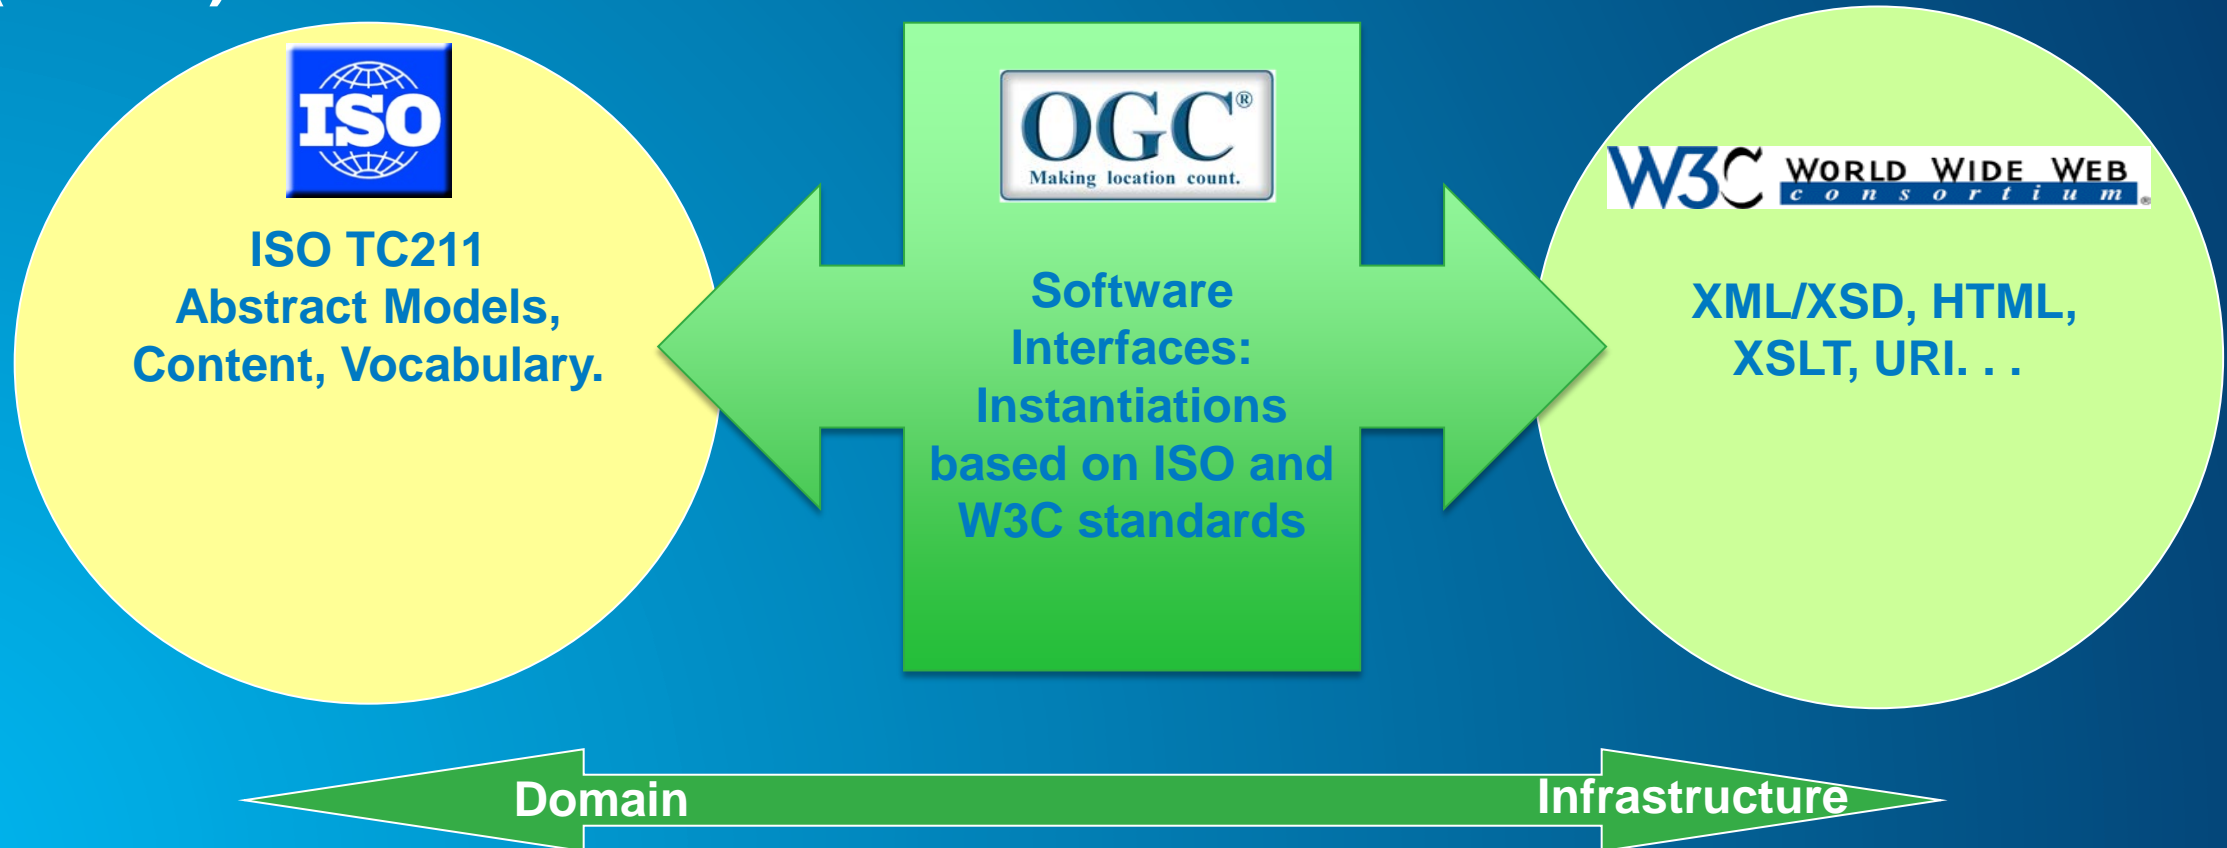 ISO
ISO TC211
Abstract Models,
Content, Vocabulary.
OGC®
Making location count.
Software
Interfaces:
Instantiations
based on ISO and
W3C standards
W3C WORLD WIDE WEB
consortium®
XML/XSD, HTML,
XSLT, URI. . .
Domain
Infrastructure